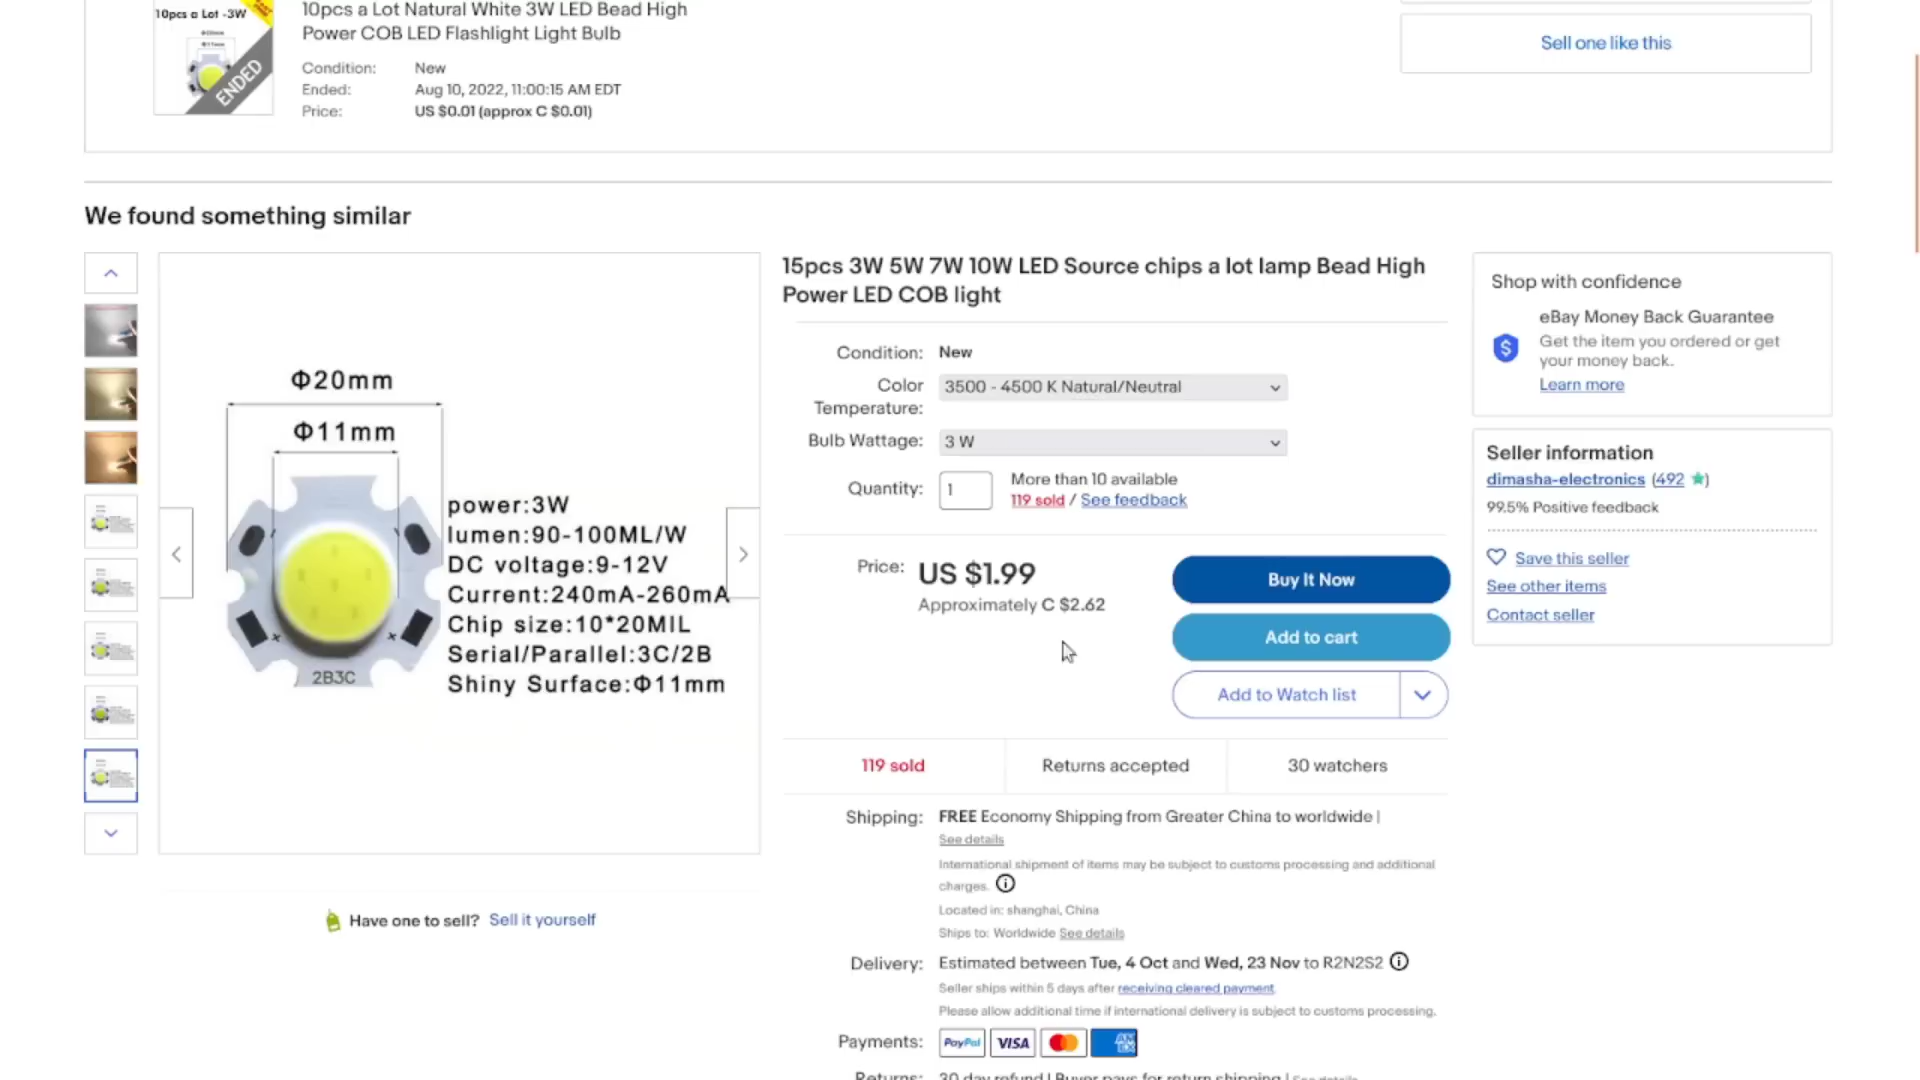 10pcs a Lot -3W
10pcs a Lot Natural White 3W LED Bead High
Power COB LED Flashlight Light Bulb
ENDED
Condition: New
Ended: Aug 10, 2022, 11:00:15 AM EDT
Price: US $0.01 (approx C $0.01)
Sell one like this
We found something similar
Φ20mm
Φ11mm
power:3W
lumen:90-100ML/W
DC voltage:9-12V
Current:240mA-260mA
Chip size:10*20MIL
Serial/Parallel:3C/2B
Shiny Surface:Φ11mm
2B3C
Have one to sell? Sell it yourself
15pcs 3W 5W 7W 10W LED Source chips a lot lamp Bead High
Power LED COB light
Condition: New
Color
Temperature:
3500 - 4500 K Natural/Neutral
Bulb Wattage: 3 W
Quantity: 1
More than 10 available
119 sold / See feedback
Price: US $1.99
Approximately C $2.62
Buy It Now
Add to cart
Add to Watch list
119 sold
Returns accepted
30 watchers
Shipping: FREE Economy Shipping from Greater China to worldwide |
See details
International shipment of items may be subject to customs processing and additional
charges.
Located in: shanghai, China
Ships to: Worldwide See details
Delivery: Estimated between Tue, 4 Oct and Wed, 23 Nov to R2N2S2
Seller ships within 5 days after receiving cleared payment.
Please allow additional time if international delivery is subject to customs processing.
Payments: PayPal VISA AMEX
Returns: 30 day refund | Buyer pays for return shipping | See details
Shop with confidence
eBay Money Back Guarantee
Get the item you ordered or get
your money back.
Learn more
Seller information
dimasha-electronics (492)
99.5% Positive feedback
Save this seller
See other items
Contact seller